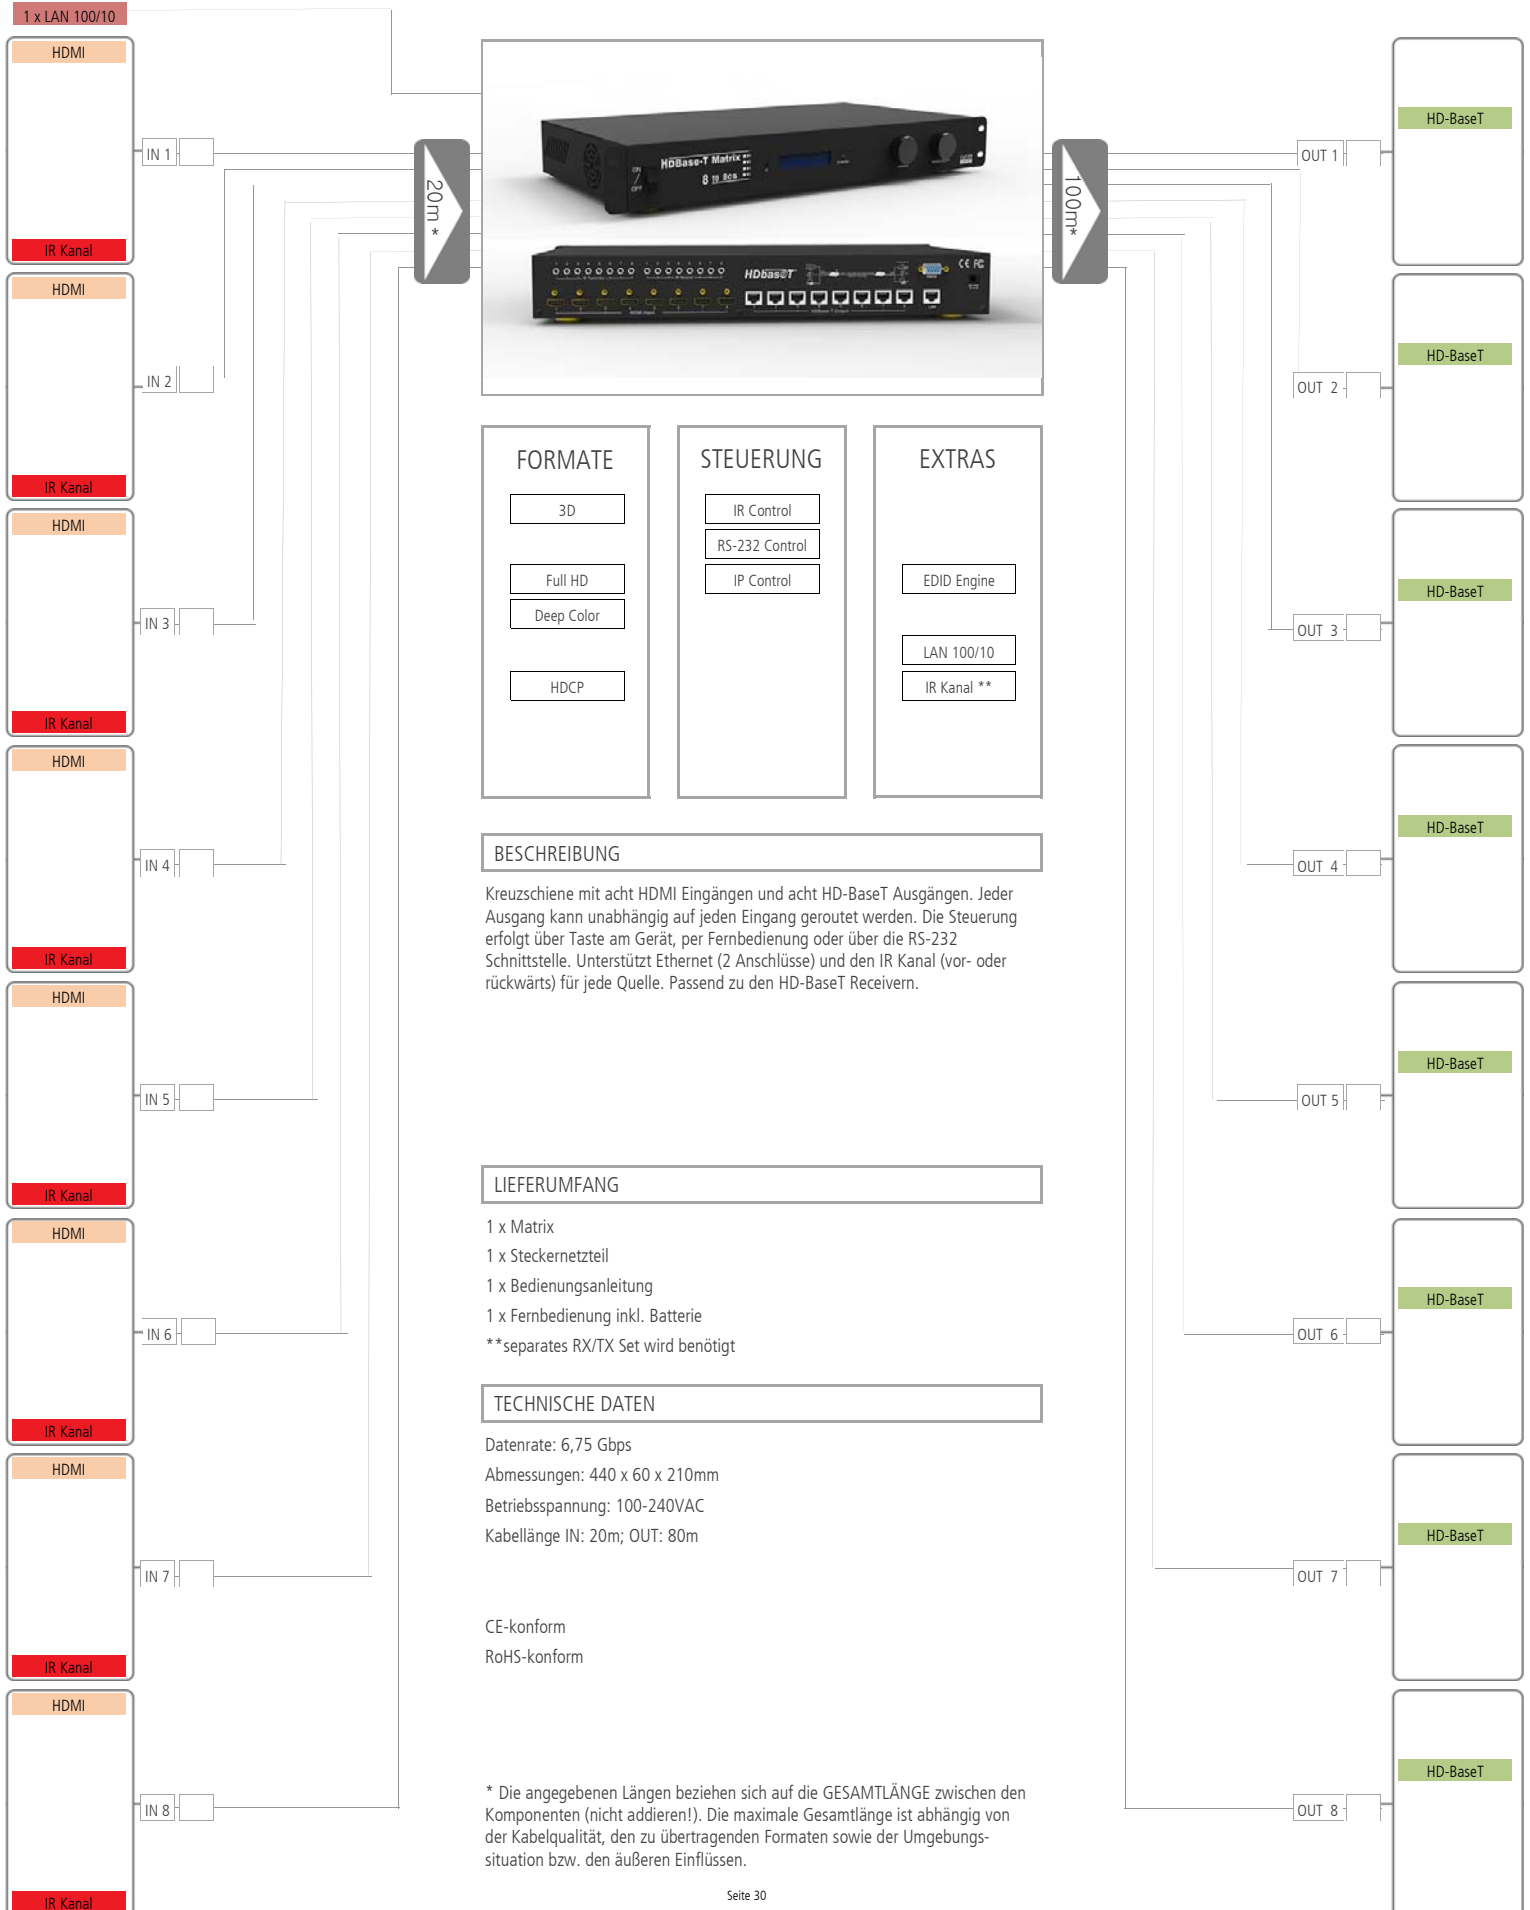 1 x LAN 100/10
HDMI
IN 1
IR Kanal
HDMI
IN 2
IR Kanal
HDMI
IN 3
IR Kanal
HDMI
IN 4
IR Kanal
HDMI
IN 5
IR Kanal
HDMI
IN 6
IR Kanal
HDMI
IN 7
IR Kanal
HDMI
IN 8
IR Kanal
20m *
ON
OFF
HDBase-T Matrix
8 TO 8CS
HDbaseT
HDMI Input
HDBase T Output
CE FC
100m*
FORMATE
3D
Full HD
Deep Color
HDCP
STEUERUNG
IR Control
RS-232 Control
IP Control
EXTRAS
EDID Engine
LAN 100/10
IR Kanal **
BESCHREIBUNG
Kreuzschiene mit acht HDMI Eingängen und acht HD-BaseT Ausgängen. Jeder
Ausgang kann unabhängig auf jeden Eingang geroutet werden. Die Steuerung
erfolgt über Taste am Gerät, per Fernbedienung oder über die RS-232
Schnittstelle. Unterstützt Ethernet (2 Anschlüsse) und den IR Kanal (vor- oder
rückwärts) für jede Quelle. Passend zu den HD-BaseT Receivern.
LIEFERUMFANG
1 x Matrix
1 x Steckernetzteil
1 x Bedienungsanleitung
1 x Fernbedienung inkl. Batterie
**separates RX/TX Set wird benötigt
TECHNISCHE DATEN
Datenrate: 6,75 Gbps
Abmessungen: 440 x 60 x 210mm
Betriebsspannung: 100-240VAC
Kabellänge IN: 20m; OUT: 80m
CE-konform
RoHS-konform
* Die angegebenen Längen beziehen sich auf die GESAMTLÄNGE zwischen den
Komponenten (nicht addieren!). Die maximale Gesamtlänge ist abhängig von
der Kabelqualität, den zu übertragenden Formaten sowie der Umgebungs-
situation bzw. den äußeren Einflüssen.
Seite 30
HD-BaseT
OUT 1
HD-BaseT
OUT 2
HD-BaseT
OUT 3
HD-BaseT
OUT 4
HD-BaseT
OUT 5
HD-BaseT
OUT 6
HD-BaseT
OUT 7
HD-BaseT
OUT 8